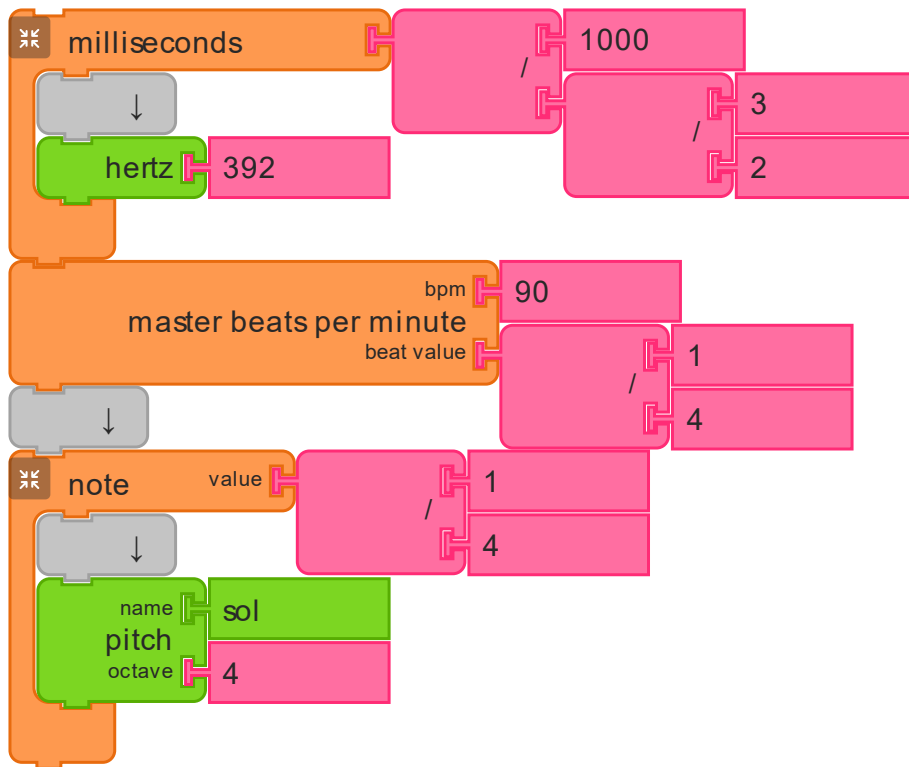 milliseconds / 1000
/ 3
↓
hertz 392
2
bpm 90
master beats per minute
beat value / 1
4
↓
note value / 1
4
↓
name sol
pitch
octave 4